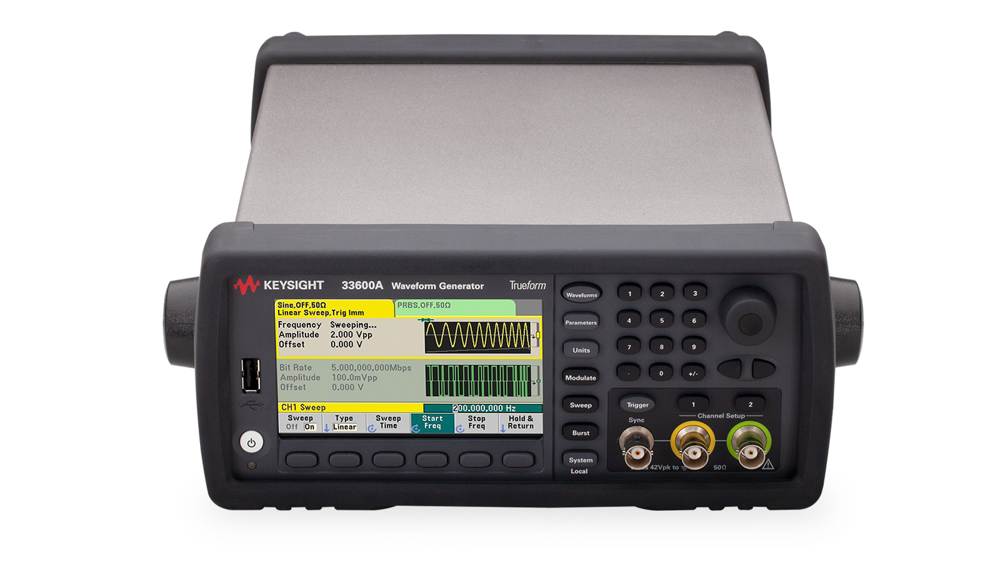 KEYSIGHT 33600A Waveform Generator Trueform
Sine,OFF,50Ω
Linear Sweep,Trig Imm
PRBS,OFF,50Ω
Frequency Sweeping...
Amplitude 2.000 Vpp
Offset 0.000 V
Bit Rate 5.000,000,000Mbps
Amplitude 100.0mVpp
Offset 0.000 V
CH1 Sweep 200.000,000 Hz
Sweep
Off On
Type
Linear
Sweep
Time
Start
Freq
Stop
Freq
Hold &
Return
Waveforms
Parameters
Units
Modulate
Sweep
Burst
System
Local
1 2 3
4 5 6
7 8 9
. 0 +/-
Trigger 1 2
Channel Setup
Sync
42Vpk to
50Ω